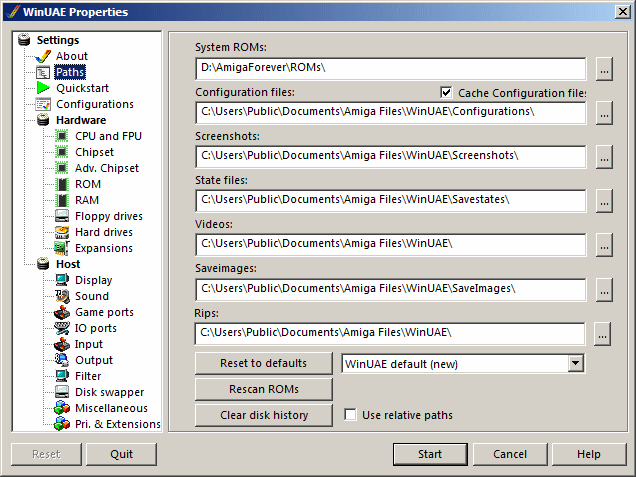 WinUAE Properties
Settings
About
Paths
Quickstart
Configurations
Hardware
CPU and FPU
Chipset
Adv. Chipset
ROM
RAM
Floppy drives
Hard drives
Expansions
Host
Display
Sound
Game ports
IO ports
Input
Output
Filter
Disk swapper
Miscellaneous
Pri. & Extensions
System ROMs:
D:\AmigaForever\ROMs\
...
Configuration files:
Cache Configuration files
C:\Users\Public\Documents\Amiga Files\WinUAE\Configurations\
...
Screenshots:
C:\Users\Public\Documents\Amiga Files\WinUAE\Screenshots\
...
State files:
C:\Users\Public\Documents\Amiga Files\WinUAE\Savestates\
...
Videos:
C:\Users\Public\Documents\Amiga Files\WinUAE\
...
Saveimages:
C:\Users\Public\Documents\Amiga Files\WinUAE\SaveImages\
...
Rips:
C:\Users\Public\Documents\Amiga Files\WinUAE\
...
Reset to defaults
WinUAE default (new)
Rescan ROMs
Clear disk history
Use relative paths
Reset
Quit
Start
Cancel
Help